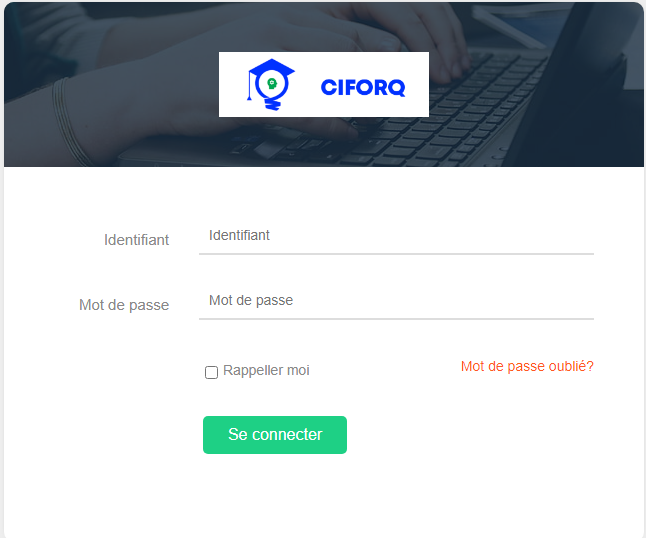 CIFORQ
Identifiant
Identifiant
Mot de passe
Mot de passe
Rappeller moi
Mot de passe oublié?
Se connecter